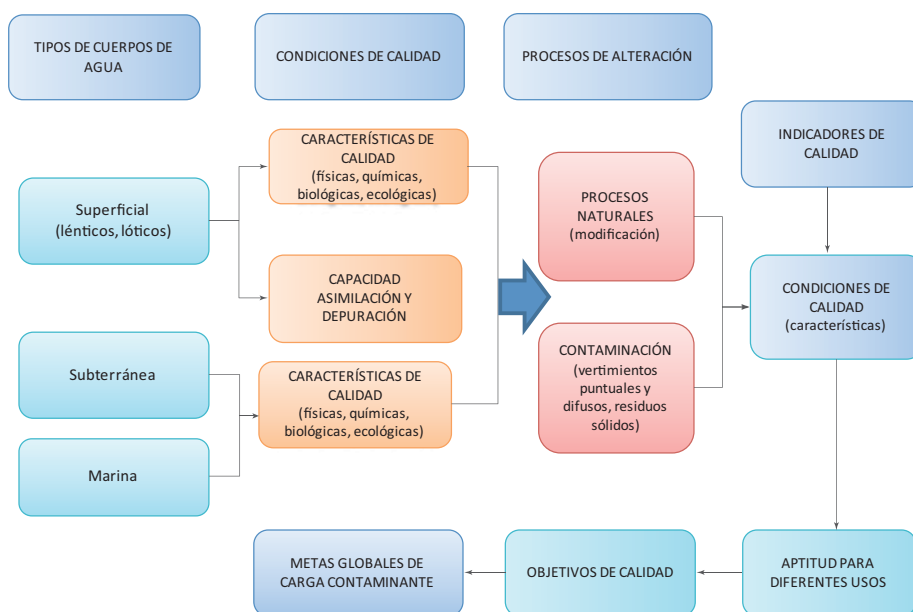 TIPOS DE CUERPOS DE
AGUA
CONDICIONES DE CALIDAD
PROCESOS DE ALTERACIÓN
INDICADORES DE
CALIDAD
Superficial
(lénticos, lóticos)
CARACTERÍSTICAS DE
CALIDAD
(físicas, químicas,
biológicas, ecológicas)
CAPACIDAD
ASIMILACIÓN Y
DEPURACIÓN
Subterránea
Marina
CARACTERÍSTICAS DE
CALIDAD
(físicas, químicas,
biológicas, ecológicas)
PROCESOS
NATURALES
(modificación)
CONTAMINACIÓN
(vertimientos
puntuales y
difusos, residuos
sólidos)
CONDICIONES DE
CALIDAD
(características)
METAS GLOBALES DE
CARGA CONTAMINANTE
OBJETIVOS DE CALIDAD
APTITUD PARA
DIFERENTES USOS